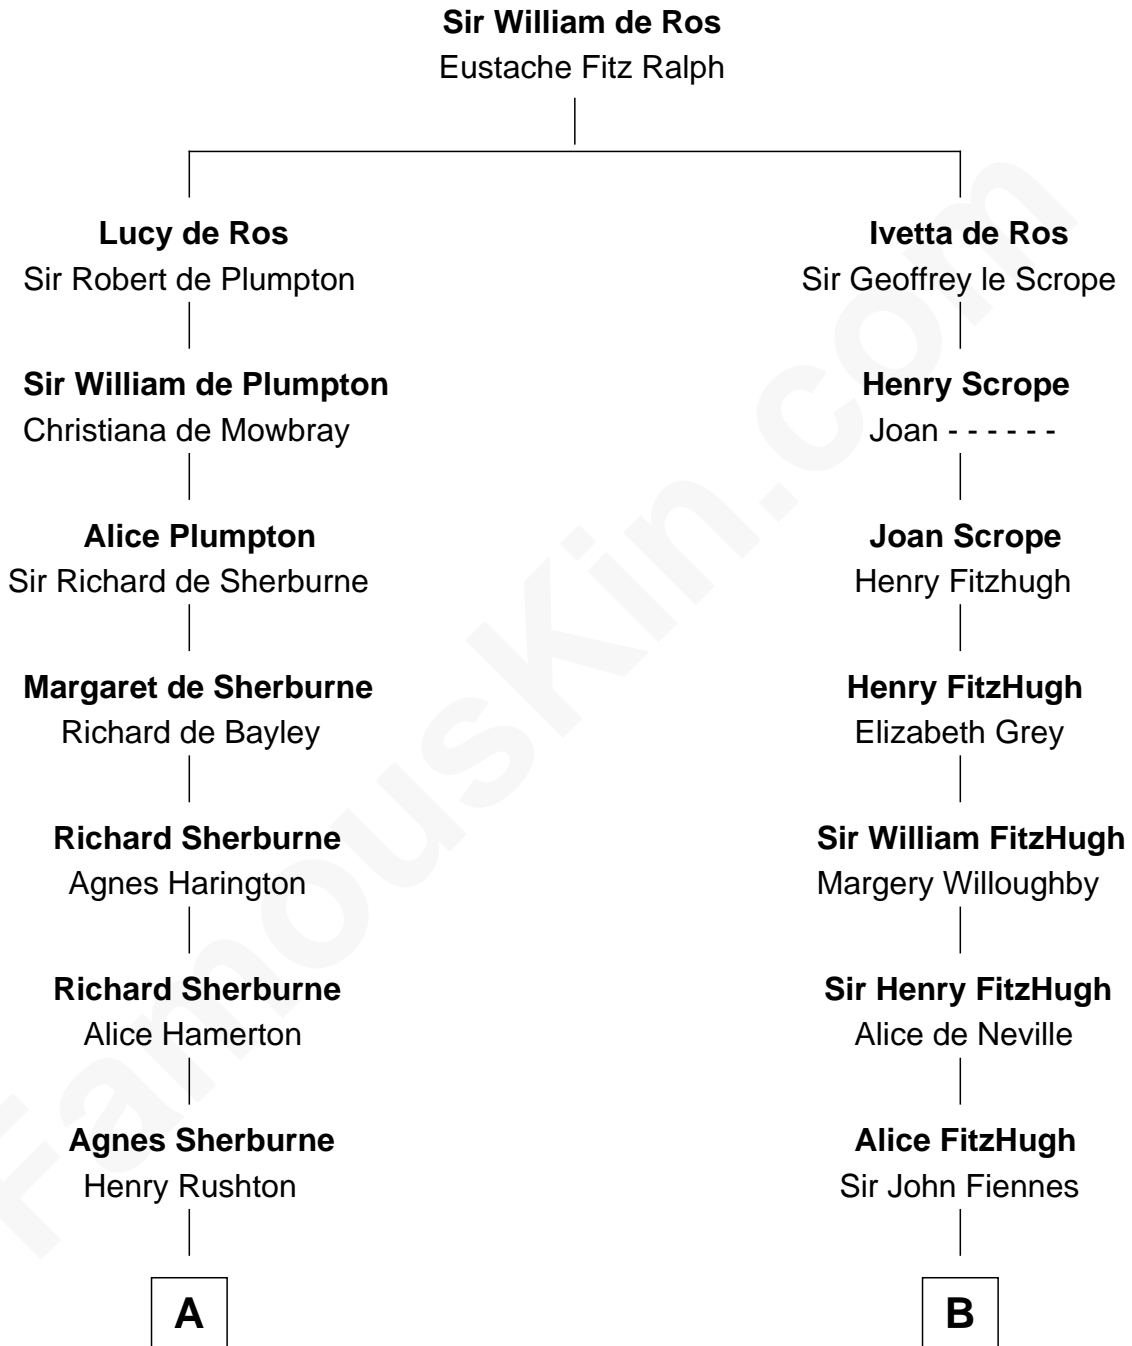 Sir William de Ros
Eustache Fitz Ralph
Lucy de Ros
Sir Robert de Plumpton
Ivetta de Ros
Sir Geoffrey le Scrope
Sir William de Plumpton
Christiana de Mowbray
Henry Scrope
Joan - - - - - -
Alice Plumpton
Sir Richard de Sherburne
Joan Scrope
Henry Fitzhugh
Margaret de Sherburne
Richard de Bayley
Henry FitzHugh
Elizabeth Grey
Richard Sherburne
Agnes Harington
Sir William FitzHugh
Margery Willoughby
Richard Sherburne
Alice Hamerton
Sir Henry FitzHugh
Alice de Neville
Agnes Sherburne
Henry Rushton
Alice FitzHugh
Sir John Fiennes
A
B
FamousKin.com